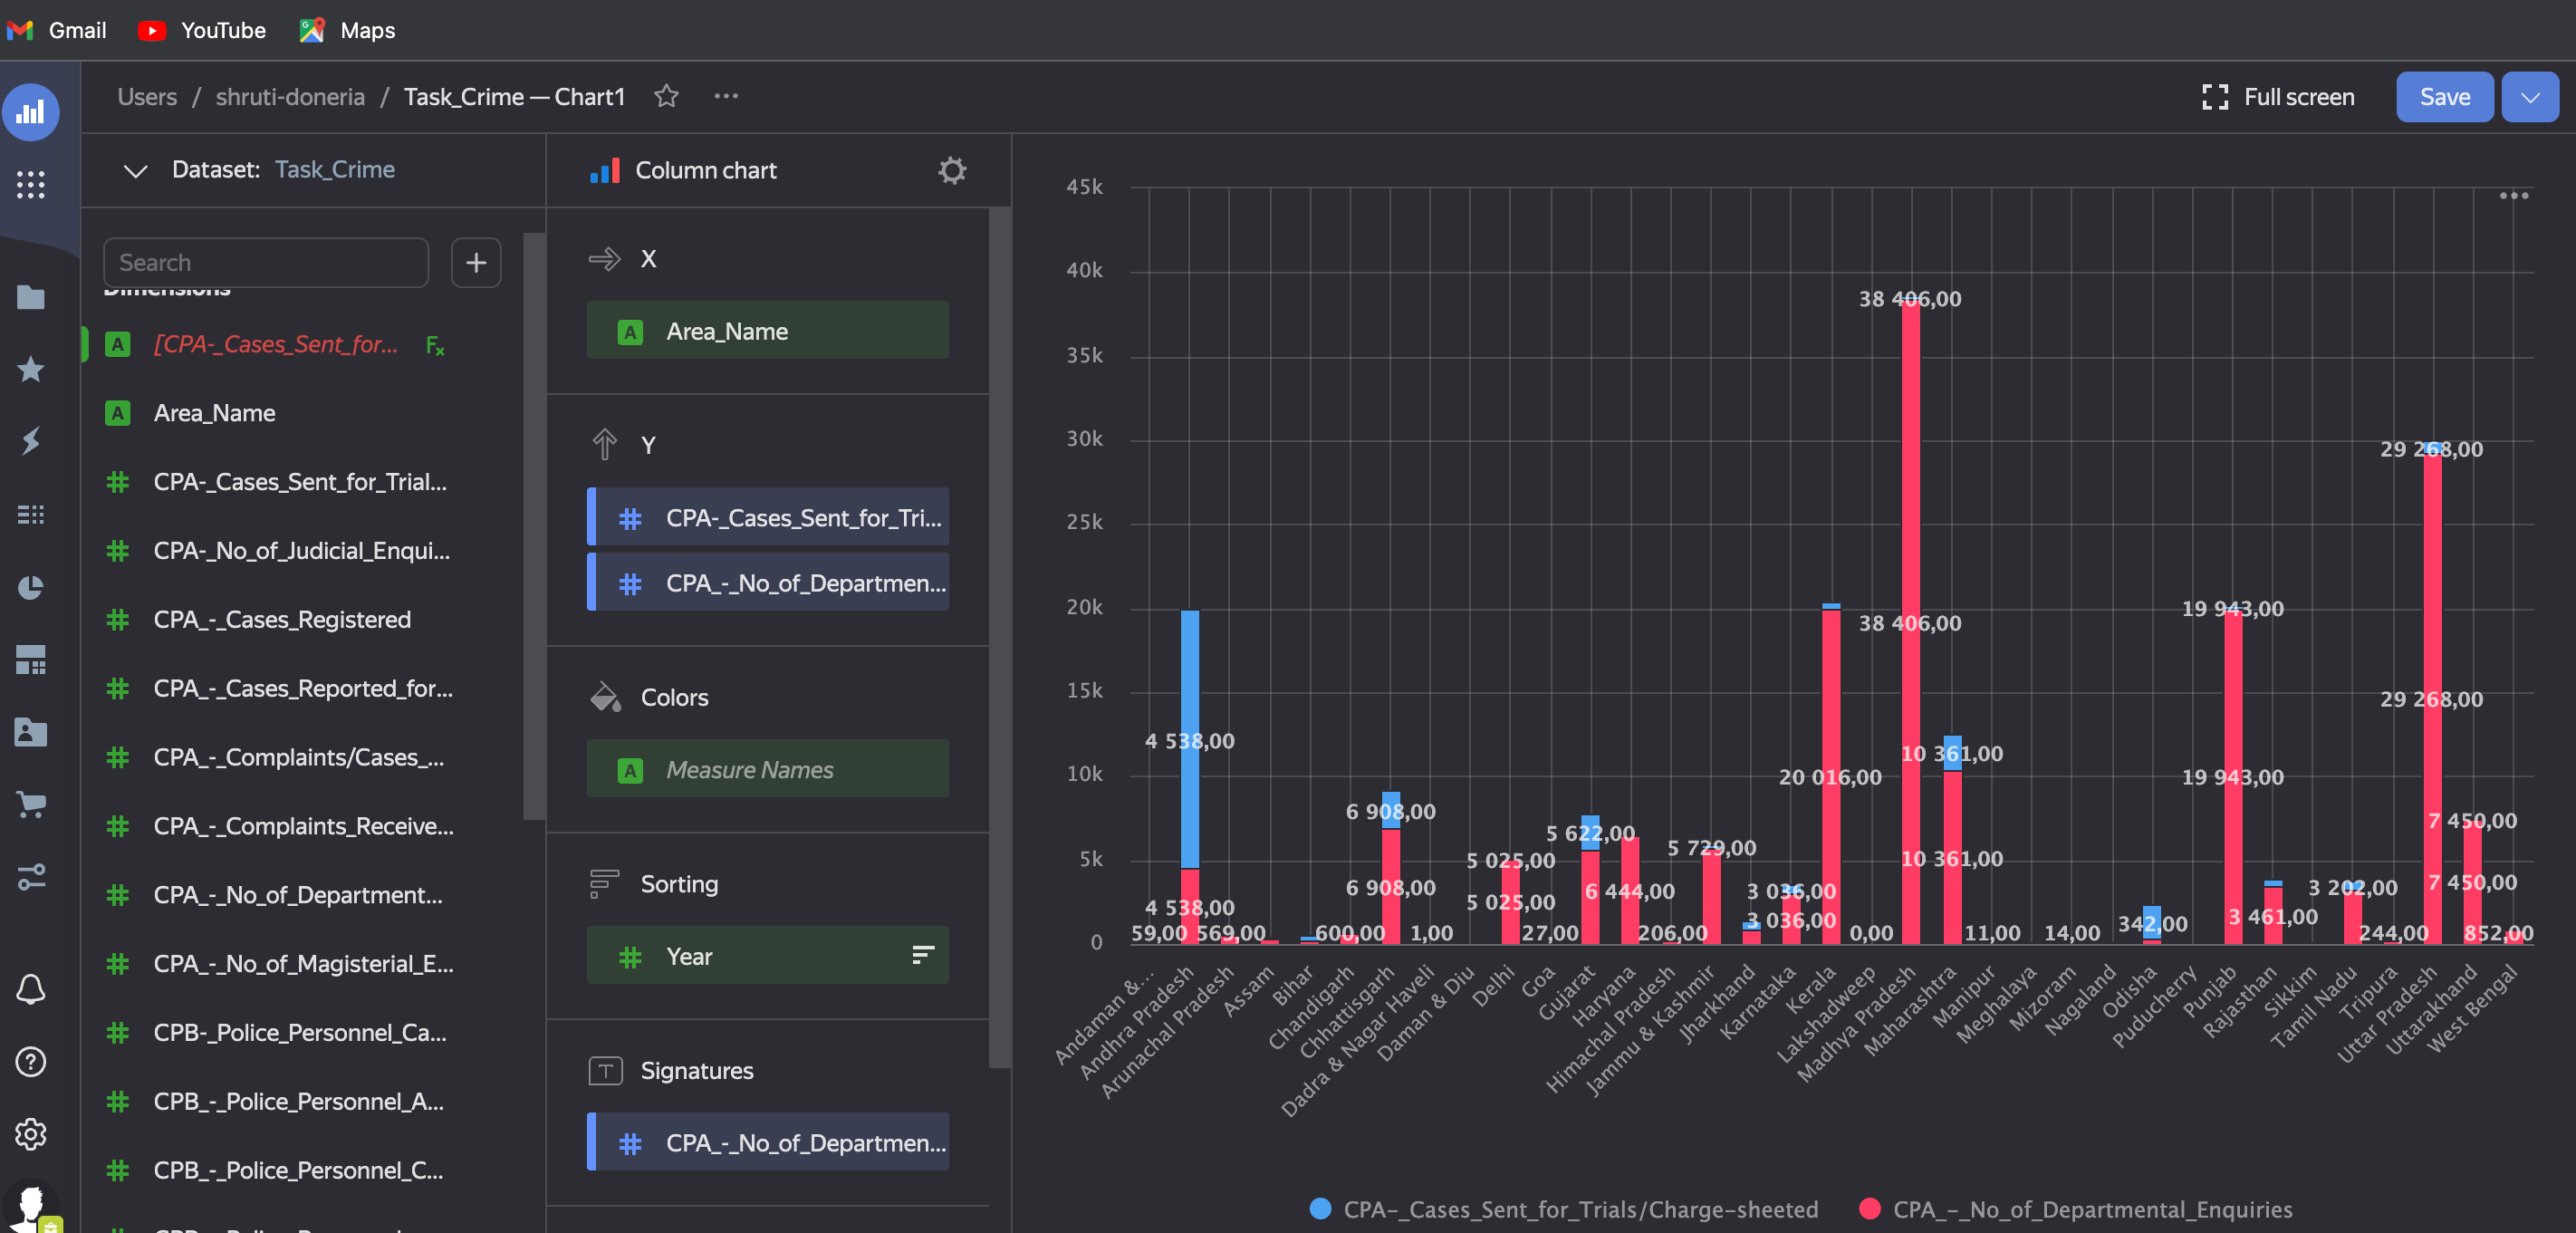 Gmail YouTube Maps
Users / shruti-doneria / Task_Crime — Chart1
Full screen Save
Dataset: Task_Crime
Search
Dimensions
[CPA-_Cases_Sent_for...
Area_Name
CPA-_Cases_Sent_for_Trial...
CPA-_No_of_Judicial_Enqui...
CPA_-_Cases_Registered
CPA_-_Cases_Reported_for...
CPA_-_Complaints/Cases_...
CPA_-_Complaints_Receive...
CPA_-_No_of_Department...
CPA_-_No_of_Magisterial_E...
CPB-_Police_Personnel_Ca...
CPB_-_Police_Personnel_A...
CPB_-_Police_Personnel_C...
Column chart
X
A Area_Name
Y
CPA-_Cases_Sent_for_Tri...
CPA_-_No_of_Departmen...
Colors
A Measure Names
Sorting
Year
Signatures
CPA_-_No_of_Departmen...
45k
40k
35k
30k
25k
20k
15k
10k
5k
0
38 406,00
29 268,00
19 943,00
38 406,00
29 268,00
4 538,00
10 361,00
20 016,00
19 943,00
6 908,00
7 450,00
5 622,00
5 729,00
5 025,00
10 361,00
6 908,00
6 444,00
3 036,00
3 202,00
7 450,00
5 025,00
4 538,00
3 461,00
3 036,00
342,00
59,00 569,00 600,00 1,00 27,00 206,00 0,00 11,00 14,00 244,00 852,00
Andaman &...
Andhra Pradesh
Arunachal Pradesh
Assam
Bihar
Chandigarh
Chhattisgarh
Dadra & Nagar Haveli
Daman & Diu
Delhi
Goa
Gujarat
Haryana
Himachal Pradesh
Jammu & Kashmir
Jharkhand
Karnataka
Kerala
Lakshadweep
Madhya Pradesh
Maharashtra
Manipur
Meghalaya
Mizoram
Nagaland
Odisha
Puducherry
Punjab
Rajasthan
Sikkim
Tamil Nadu
Tripura
Uttar Pradesh
Uttarakhand
West Bengal
CPA-_Cases_Sent_for_Trials/Charge-sheeted CPA_-_No_of_Departmental_Enquiries